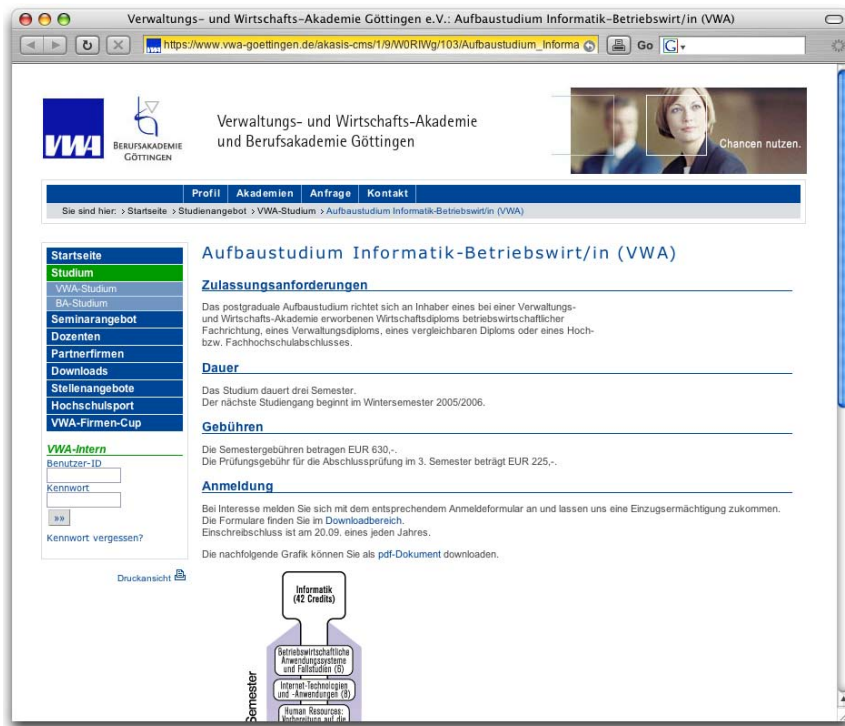 Verwaltungs- und Wirtschafts-Akademie Göttingen e.V.: Aufbaustudium Informatik-Betriebswirt/in (VWA)
https://www.vwa-goettingen.de/akasis-cms/1/9/W0RIWg/103/Aufbaustudium_Informa
Go
G
VWA
BERUFSAKADEMIE
GÖTTINGEN
Verwaltungs- und Wirtschafts-Akademie
und Berufsakademie Göttingen
Chancen nutzen.
Profil Akademien Anfrage Kontakt
Sie sind hier: > Startseite > Studienangebot > VWA-Studium > Aufbaustudium Informatik-Betriebswirt/in (VWA)
Startseite
Studium
VWA-Studium
BA-Studium
Seminarangebot
Dozenten
Partnerfirmen
Downloads
Stellenangebote
Hochschulsport
VWA-Firmen-Cup
VWA-Intern
Benutzer-ID
Kennwort
»»
Kennwort vergessen?
Druckansicht
Aufbaustudium Informatik-Betriebswirt/in (VWA)
Zulassungsanforderungen
Das postgraduale Aufbaustudium richtet sich an Inhaber eines bei einer Verwaltungs-
und Wirtschafts-Akademie erworbenen Wirtschaftsdiploms betriebswirtschaftlicher
Fachrichtung, eines Verwaltungsdiploms, eines vergleichbaren Diploms oder eines Hoch-
bzw. Fachhochschulabschlusses.
Dauer
Das Studium dauert drei Semester.
Der nächste Studiengang beginnt im Wintersemester 2005/2006.
Gebühren
Die Semestergebühren betragen EUR 630,-.
Die Prüfungsgebühr für die Abschlussprüfung im 3. Semester beträgt EUR 225,-.
Anmeldung
Bei Interesse melden Sie sich mit dem entsprechendem Anmeldeformular an und lassen uns eine Einzugsermächtigung zukommen.
Die Formulare finden Sie im Downloadbereich.
Einschreibschluss ist am 20.09. eines jeden Jahres.
Die nachfolgende Grafik können Sie als pdf-Dokument downloaden.
Informatik
(42 Credits)
Betriebswirtschaftliche
Anwendungssysteme
und Fallstudien (6)
Internet-Technologien
und -Anwendungen (8)
Human Resources:
Vorbereitung auf die
Semester